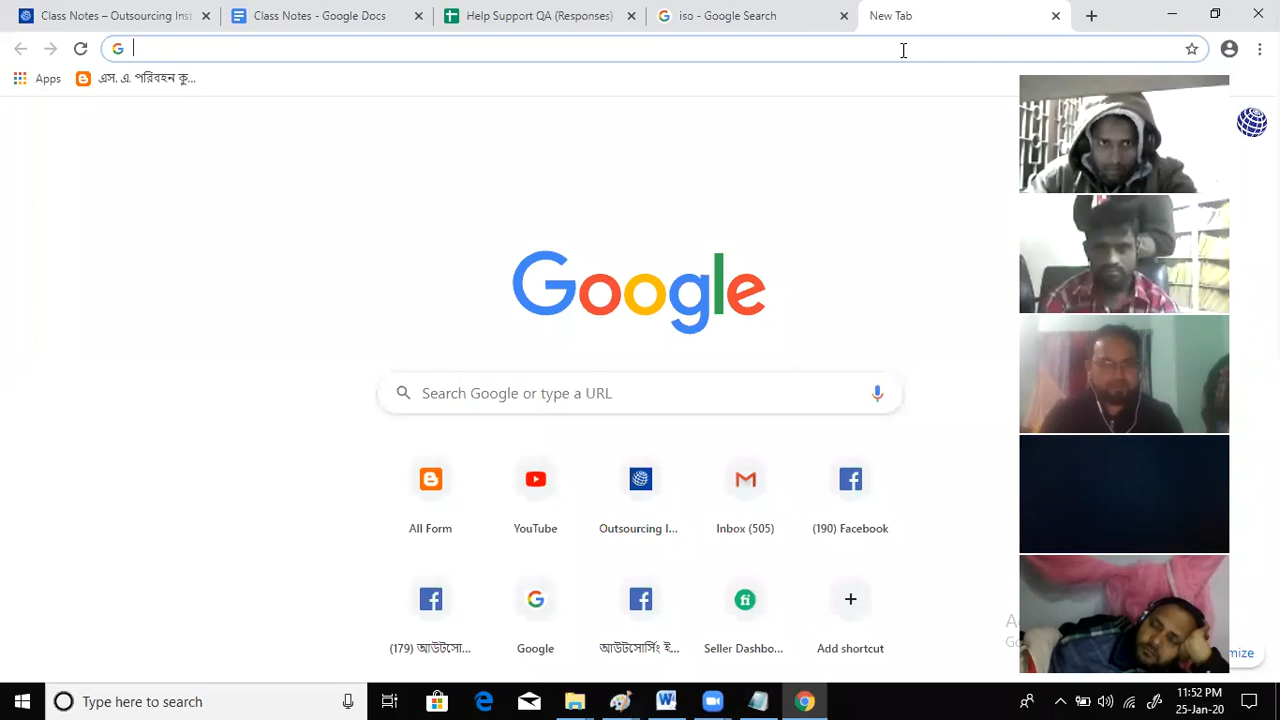 Class Notes – Outsourcing Ins
Class Notes - Google Docs
Help Support QA (Responses)
iso - Google Search
New Tab
Apps
এস. এ. পরিবহন কু...
Google
Search Google or type a URL
All Form
YouTube
Outsourcing I...
Inbox (505)
(190) Facebook
(179) আউটসো...
Google
আউটসোর্সিং ই...
Seller Dashbo...
Add shortcut
Type here to search
11:52 PM
25-Jan-20